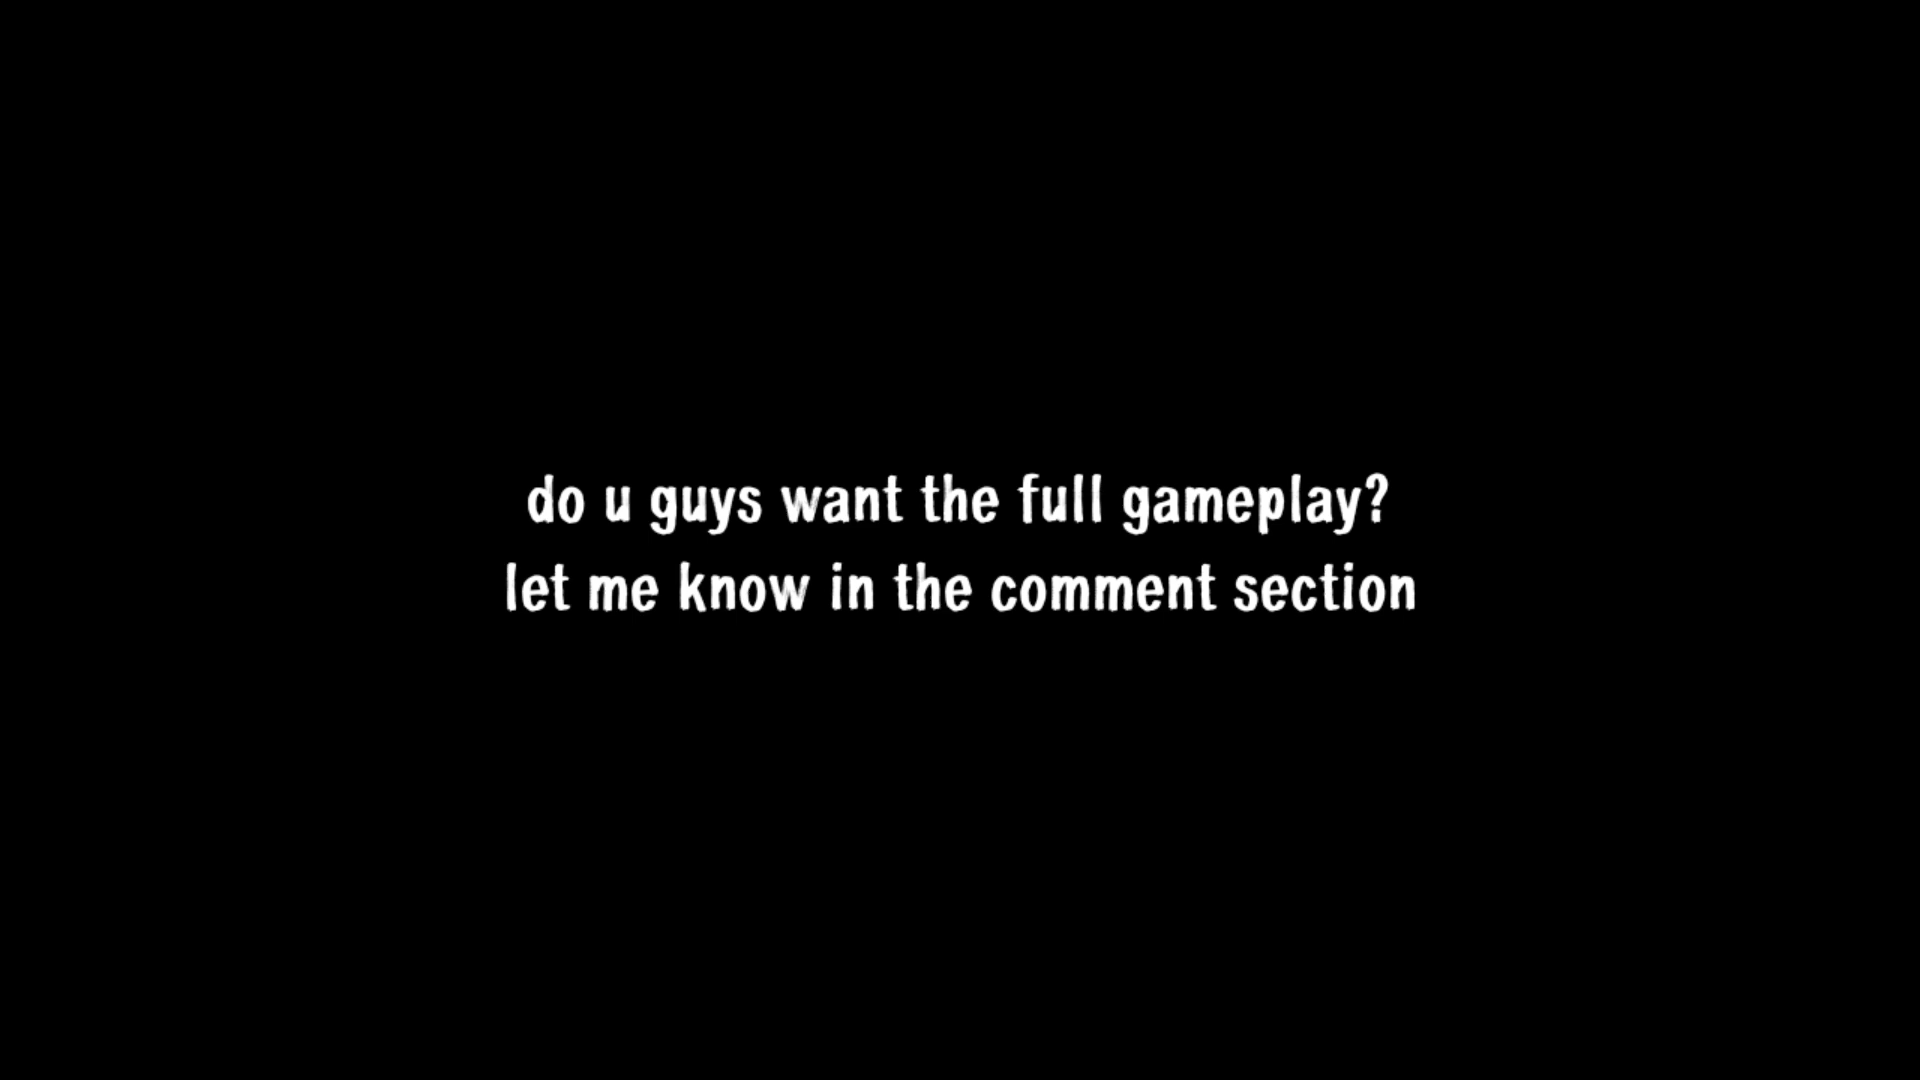 do u guys want the full gameplay?
let me know in the comment section